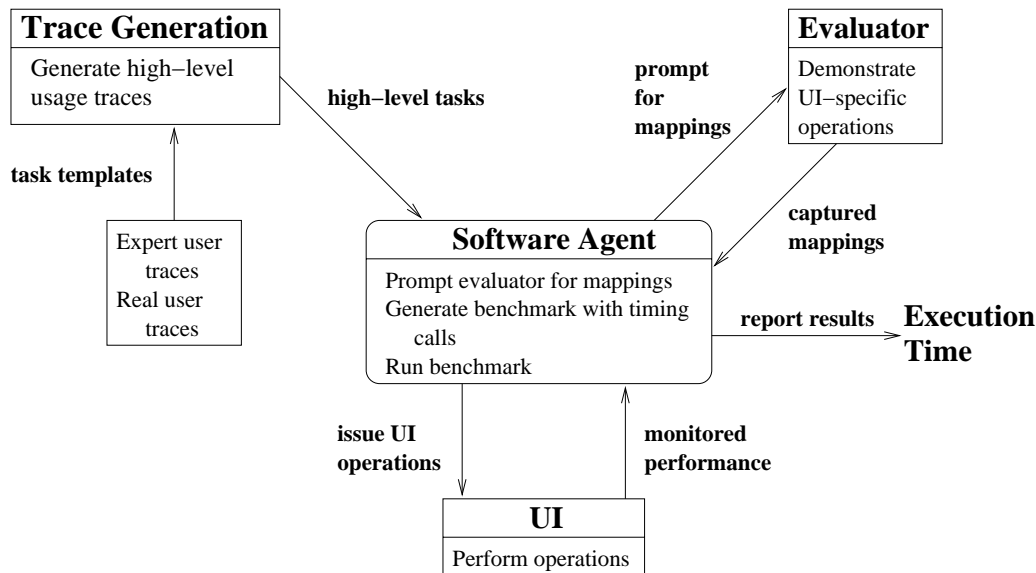 Trace Generation
Generate high−level
usage traces
high−level tasks
task templates
Expert user
traces
Real user
traces
prompt
for
mappings
Evaluator
Demonstrate
UI−specific
operations
captured
mappings
Software Agent
Prompt evaluator for mappings
Generate benchmark with timing
calls
Run benchmark
report results
Execution
Time
issue UI
operations
monitored
performance
UI
Perform operations